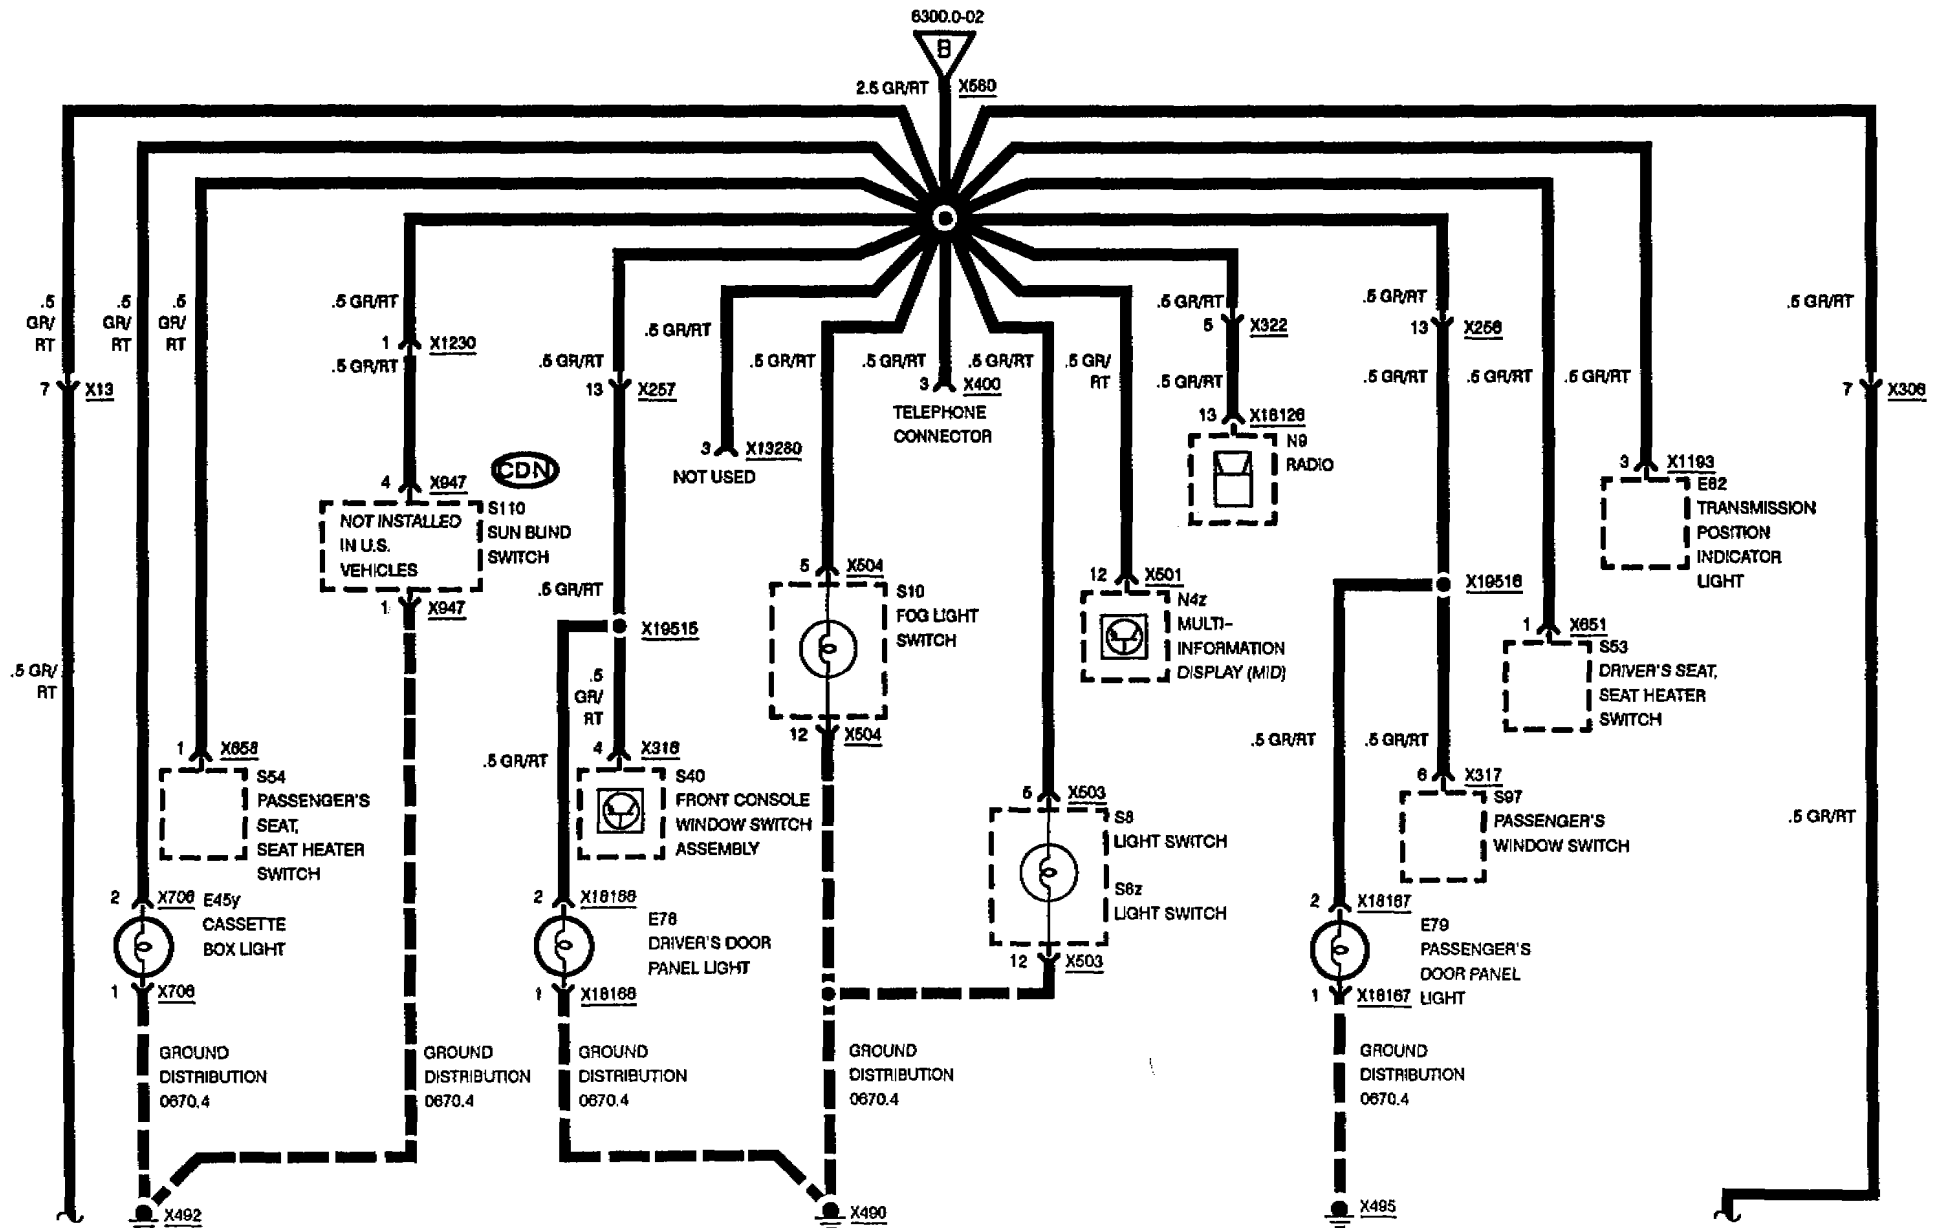 6300.0-02
B
2.5 GR/RT
X560
.5
GR/
RT
.5
GR/
RT
.5
GR/
RT
.5 GR/RT
1
X1230
.5 GR/RT
.5 GR/RT
13
X257
.5 GR/RT
.5 GR/RT
.5 GR/RT
3
X400
TELEPHONE
CONNECTOR
.5 GR/RT
.5 GR/
RT
.5 GR/RT
5
X322
.5 GR/RT
13
X18126
N9
RADIO
.5 GR/RT
13
X256
.5 GR/RT
.5 GR/RT
.5 GR/RT
.5 GR/RT
7
X13
7
X306
3
X13260
NOT USED
CDN
4
X947
NOT INSTALLED
IN U.S.
VEHICLES
S110
SUN BLIND
SWITCH
1
X947
3
X1193
E82
TRANSMISSION
POSITION
INDICATOR
LIGHT
.5 GR/RT
X19515
5
X504
S10
FOG LIGHT
SWITCH
12
X504
12
X501
N4z
MULTI-
INFORMATION
DISPLAY (MID)
X19516
1
X651
S53
DRIVER'S SEAT,
SEAT HEATER
SWITCH
.5 GR/
RT
.5
GR/
RT
.5 GR/RT
.5 GR/RT
.5 GR/RT
1
X658
S54
PASSENGER'S
SEAT,
SEAT HEATER
SWITCH
4
X316
S40
FRONT CONSOLE
WINDOW SWITCH
ASSEMBLY
5
X503
S8
LIGHT SWITCH
S8z
LIGHT SWITCH
12
X503
6
X317
S97
PASSENGER'S
WINDOW SWITCH
.5 GR/RT
2
X706
E45y
CASSETTE
BOX LIGHT
1
X706
2
X18168
E78
DRIVER'S DOOR
PANEL LIGHT
1
X18168
2
X18167
E79
PASSENGER'S
DOOR PANEL
LIGHT
1
X18167
GROUND
DISTRIBUTION
0670.4
GROUND
DISTRIBUTION
0670.4
GROUND
DISTRIBUTION
0670.4
GROUND
DISTRIBUTION
0670.4
GROUND
DISTRIBUTION
0670.4
X492
X490
X495